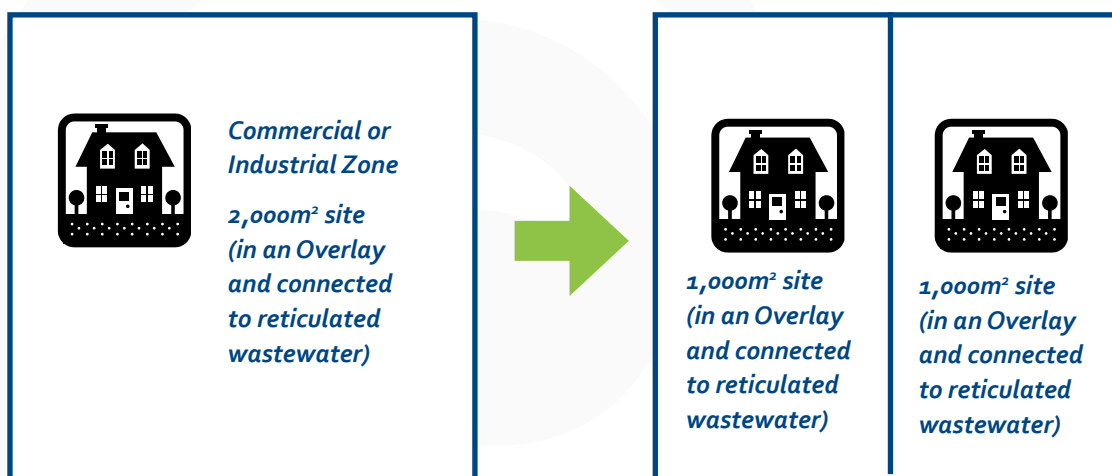 Commercial or
Industrial Zone
2,000m² site
(in an Overlay
and connected
to reticulated
wastewater)
1,000m² site
(in an Overlay
and connected
to reticulated
wastewater)
1,000m² site
(in an Overlay
and connected
to reticulated
wastewater)